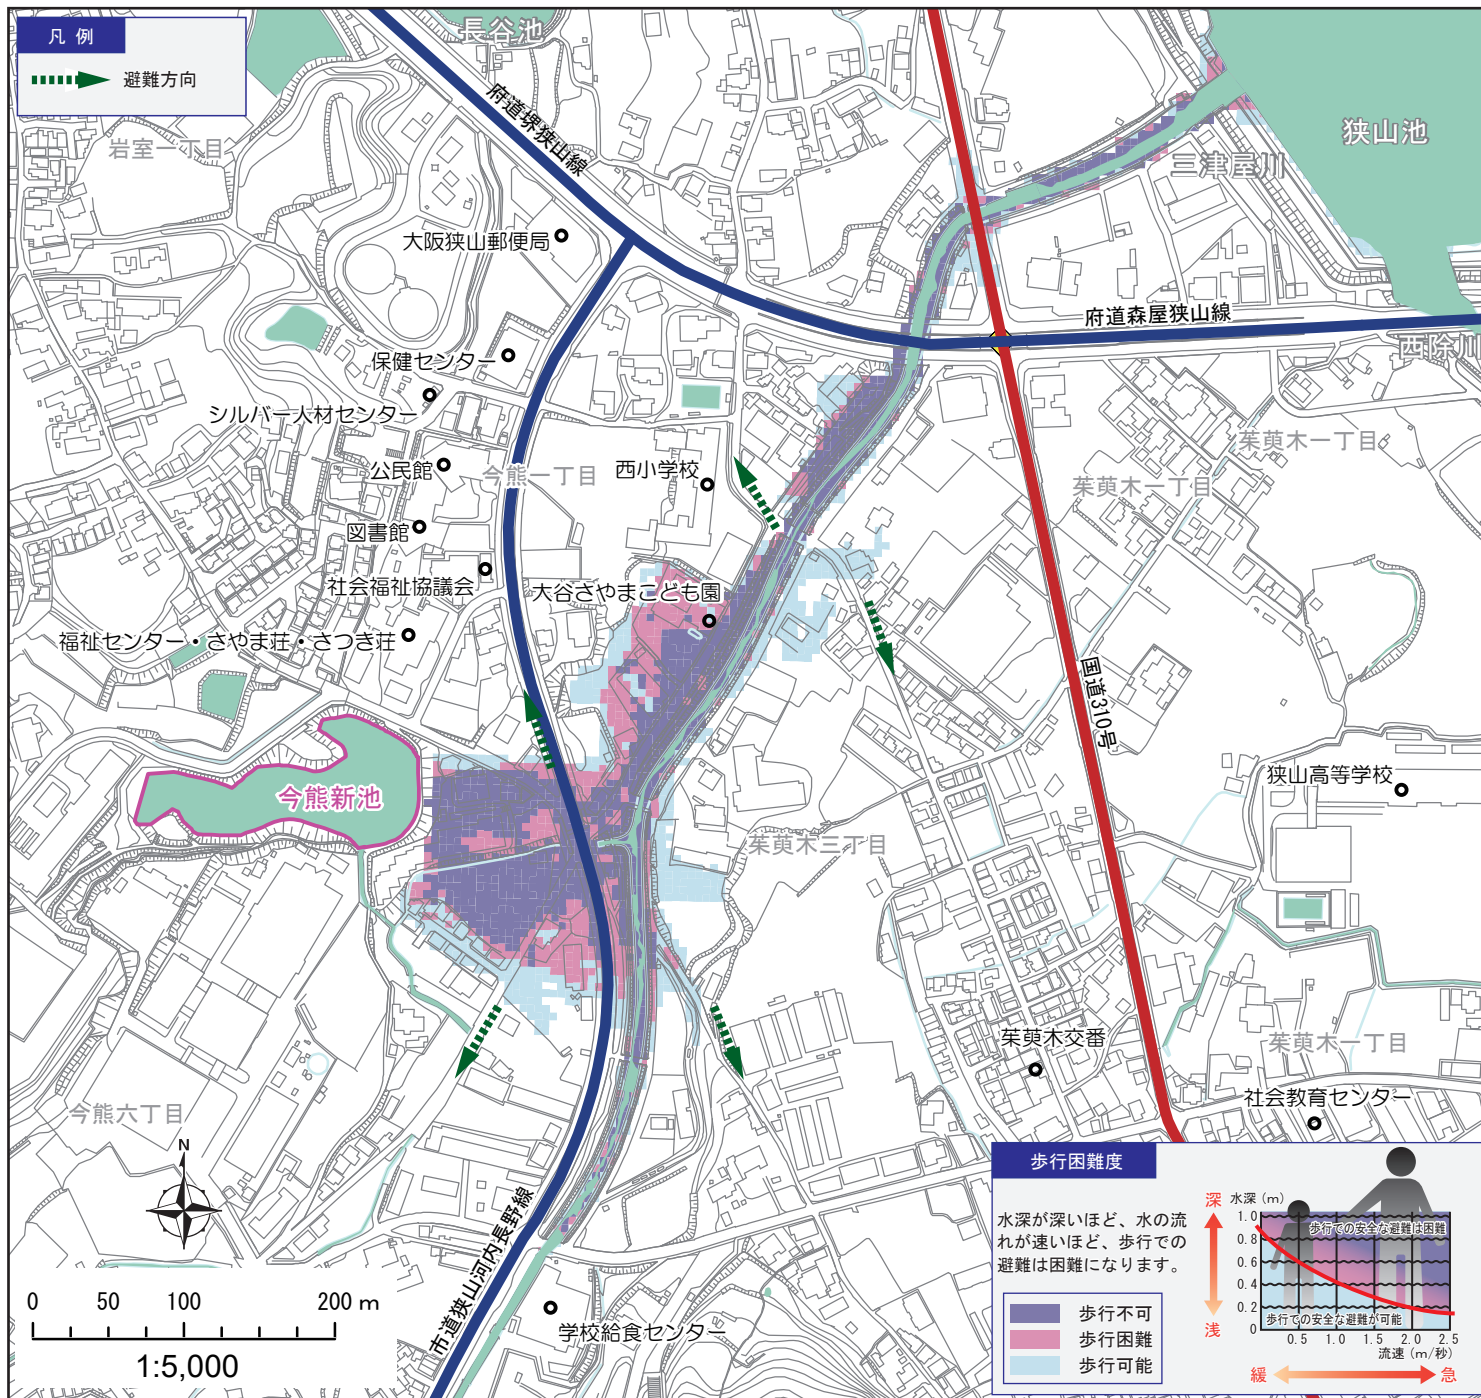 凡 例
避難方向
長谷池
府道堺狭山線
岩室一丁目
狭山池
三津屋川
大阪狭山郵便局
府道森屋狭山線
西除川
保健センター
シルバー人材センター
公民館
今熊一丁目
西小学校
茱萸木一丁目
茱萸木一丁目
図書館
社会福祉協議会
大谷さやまこども園
福祉センター・さやま荘・さつき荘
国道310号
今熊新池
狭山高等学校
茱萸木三丁目
茱萸木交番
茱萸木一丁目
今熊六丁目
社会教育センター
N
市道狭山河内長野線
学校給食センター
0 50 100 200 m
1:5,000
歩行困難度
水深が深いほど、水の流
れが速いほど、歩行での
避難は困難になります。
歩行不可
歩行困難
歩行可能
深
浅
水深（m）
1.0
0.8
0.6
0.4
0.2
0
歩行での安全な避難は困難
歩行での安全な避難が可能
0.5 1.0 1.5 2.0 2.5
流速（m/秒）
緩 急